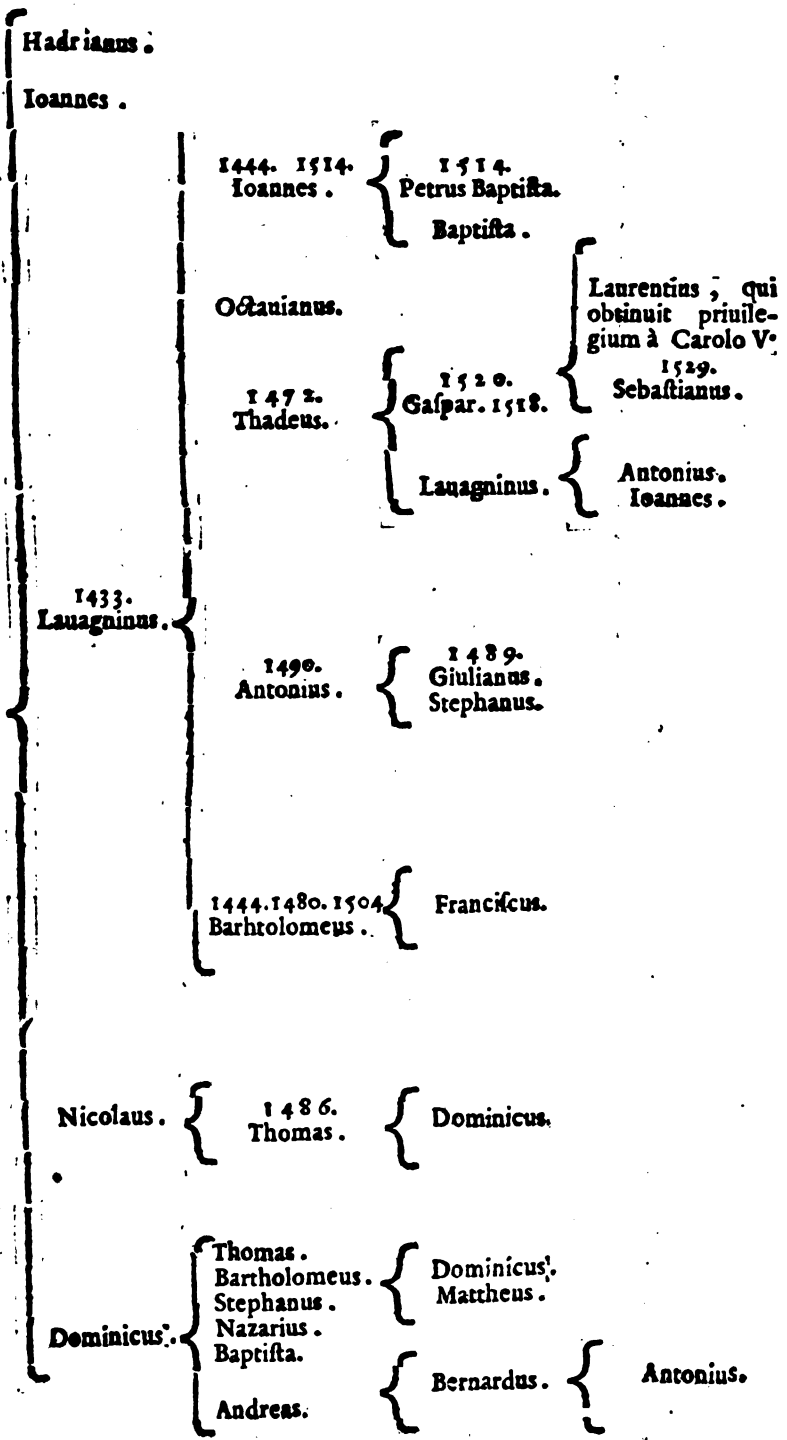 Hadrianus.
Ioannes.
1444. 1514.
Ioannes.
1514.
Petrus Baptiſta.
Baptiſta.
Octauianus.
Laurentius, qui
obtinuit priuile-
gium à Carolo V.
1529.
Sebaſtianus.
1472.
Thadeus.
1520.
Gaſpar. 1518.
Lauagninus.
Antonius.
Ioannes.
1433.
Lauagninus.
1490.
Antonius.
1489.
Giulianus.
Stephanus.
1444. 1480. 1504
Barhtolomeus.
Franciſcus.
Nicolaus.
1486.
Thomas.
Dominicus.
Dominicus.
Thomas.
Bartholomeus.
Stephanus.
Nazarius.
Baptiſta.
Andreas.
Dominicus.
Mattheus.
Bernardus.
Antonius.